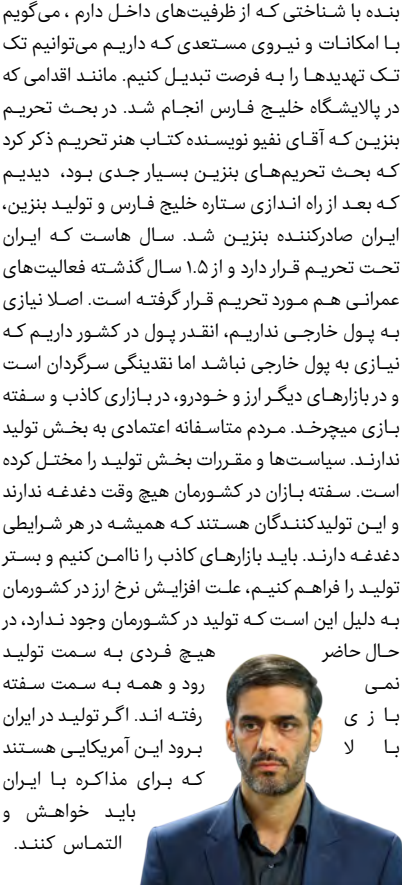 بنده با شناختی که از ظرفیت‌های داخل دارم ، می‌گویم
با امکانات و نیروی مستعدی که داریم می‌توانیم تک
تک تهدیدها را به فرصت تبدیل کنیم. مانند اقدامی که
در پالایشگاه خلیج فارس انجام شد. در بحث تحریم
بنزین که آقای نفیو نویسنده کتاب هنر تحریم ذکر کرد
که بحث تحریم‌های بنزین بسیار جدی بود، دیدیم
که بعد از راه اندازی ستاره خلیج فارس و تولید بنزین،
ایران صادرکننده بنزین شد. سال هاست که ایران
تحت تحریم قرار دارد و از ۱.۵ سال گذشته فعالیت‌های
عمرانی هم مورد تحریم قرار گرفته است. اصلا نیازی
به پول خارجی نداریم، انقدر پول در کشور داریم که
نیازی به پول خارجی نباشد اما نقدینگی سرگردان است
و در بازارهای دیگر ارز و خودرو، در بازاری کاذب و سفته
بازی میچرخد. مردم متاسفانه اعتمادی به بخش تولید
ندارند. سیاست‌ها و مقررات بخش تولید را مختل کرده
است. سفته بازان در کشورمان هیچ وقت دغدغه ندارند
و این تولیدکنندگان هستند که همیشه در هر شرایطی
دغدغه دارند. باید بازارهای کاذب را ناامن کنیم و بستر
تولید را فراهم کنیم، علت افزایش نرخ ارز در کشورمان
به دلیل این است که تولید در کشورمان وجود ندارد، در
حال حاضر هیچ فردی به سمت تولید
نمی رود و همه به سمت سفته
بازی رفته اند. اگر تولید در ایران
با لا برود این آمریکایی هستند
که برای مذاکره با ایران
باید خواهش و
التماس کنند.